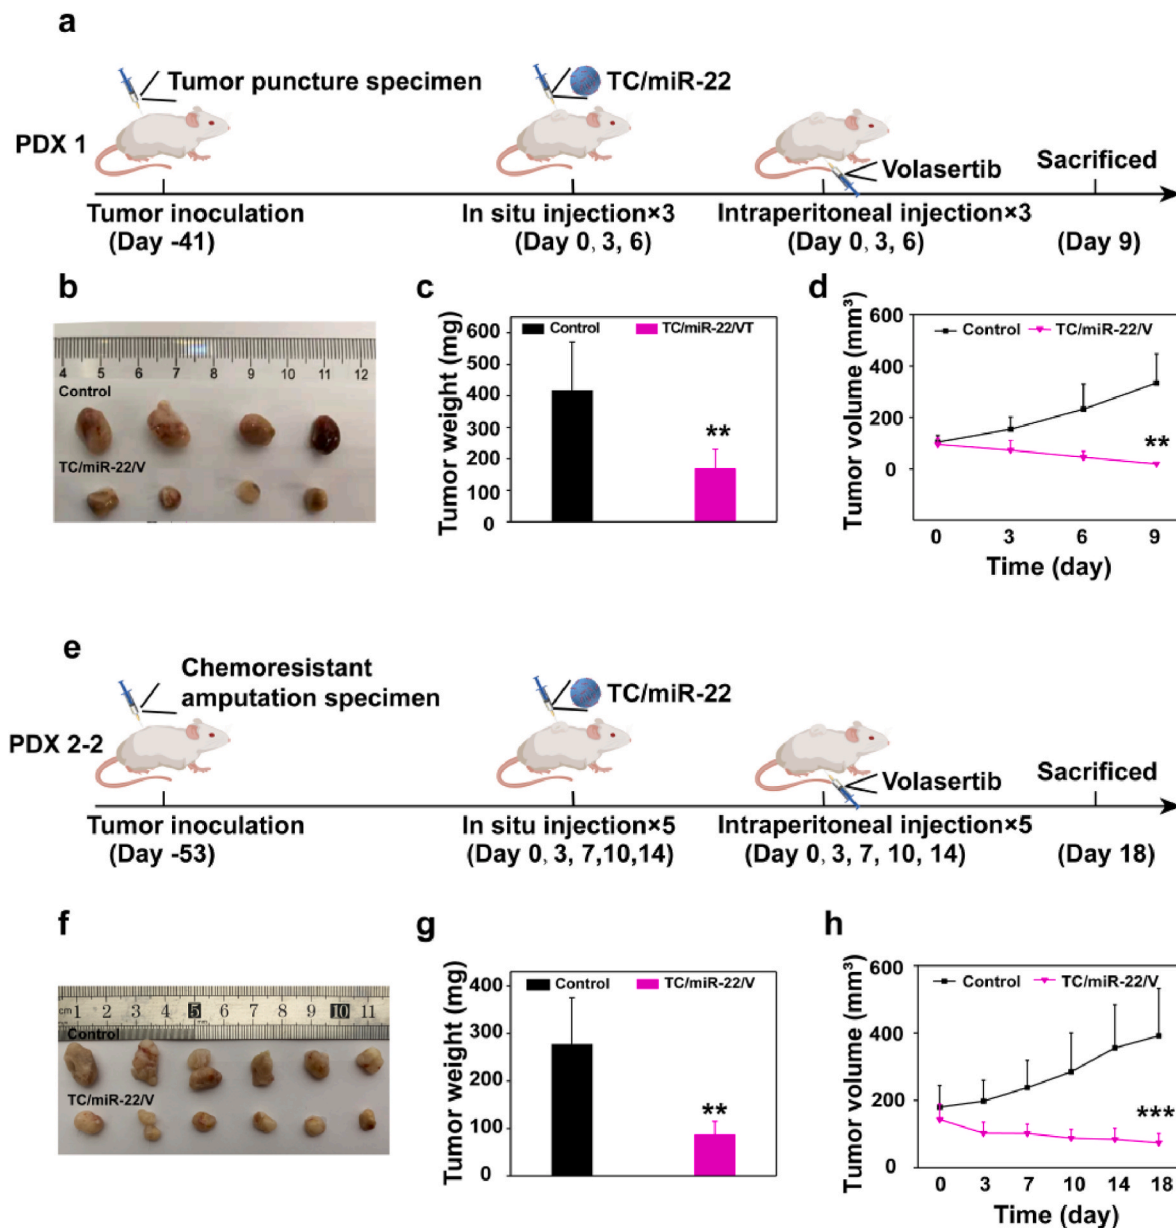 a
Tumor puncture specimen
TC/miR-22
PDX 1
Volasertib
Sacrificed
Tumor inoculation
(Day -41)
In situ injection×3
(Day 0, 3, 6)
Intraperitoneal injection×3
(Day 0, 3, 6)
(Day 9)
b
4 5 6 7 8 9 10 11 12
Control
TC/miR-22/V
c
Tumor weight (mg)
600
500
400
300
200
100
0
Control
TC/miR-22/VT
**
d
Tumor volume (mm³)
600
400
200
0
Control
TC/miR-22/V
**
0 3 6 9
Time (day)
e
Chemoresistant
amputation specimen
TC/miR-22
PDX 2-2
Volasertib
Sacrificed
Tumor inoculation
(Day -53)
In situ injection×5
(Day 0, 3, 7,10,14)
Intraperitoneal injection×5
(Day 0, 3, 7, 10, 14)
(Day 18)
f
cm 1 2 3 4 5 6 7 8 9 10 11
Control
TC/miR-22/V
g
Tumor weight (mg)
400
300
200
100
0
Control
TC/miR-22/V
**
h
Tumor volume (mm³)
600
400
200
0
Control
TC/miR-22/V
***
0 3 7 10 14 18
Time (day)